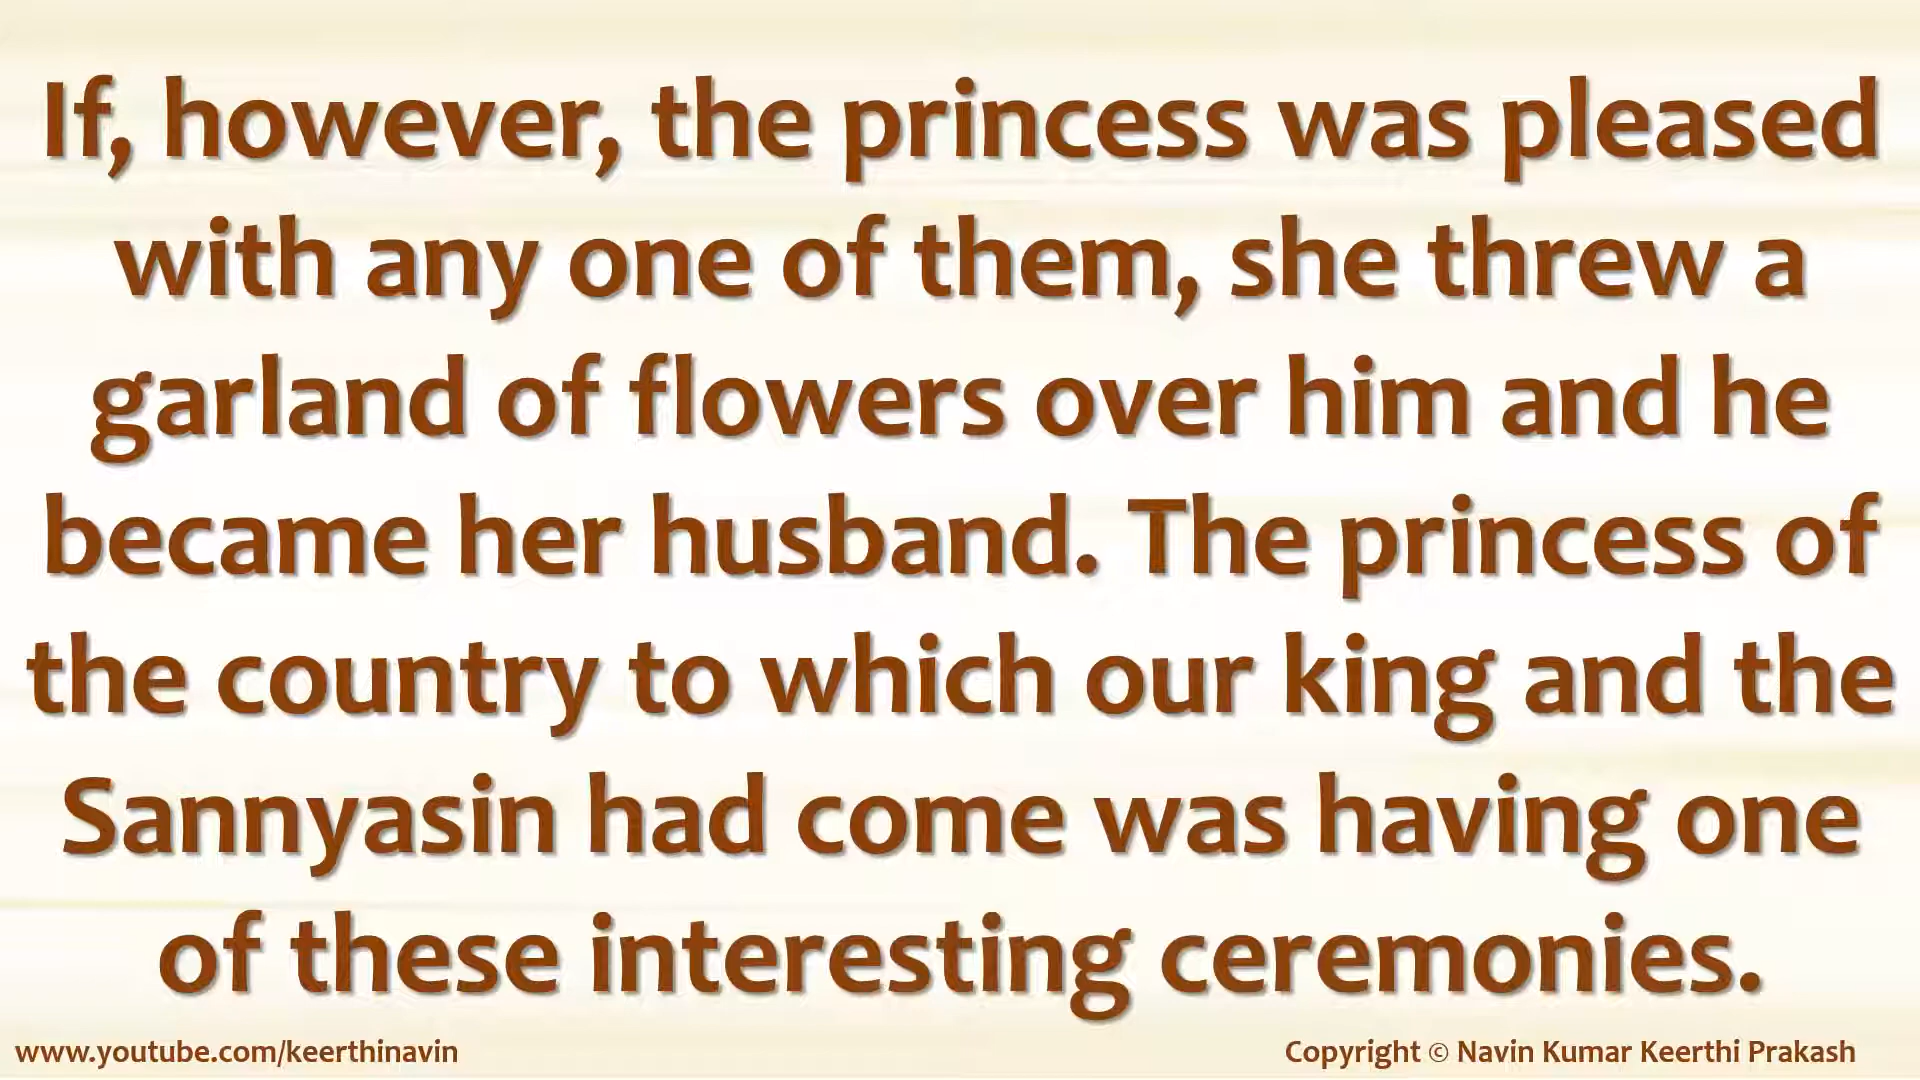 If, however, the princess was pleased
with any one of them, she threw a
garland of flowers over him and he
became her husband. The princess of
the country to which our king and the
Sannyasin had come was having one
of these interesting ceremonies.
www.youtube.com/keerthinavin
Copyright © Navin Kumar Keerthi Prakash